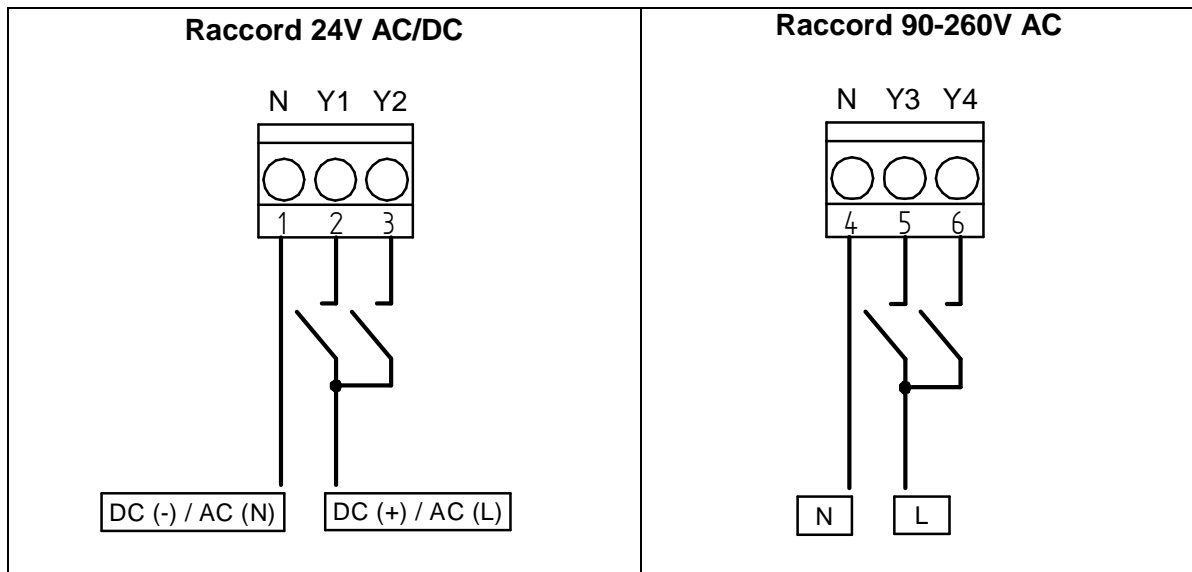 Raccord 24V AC/DC
N Y1 Y2
1 2 3
DC (-) / AC (N)
DC (+) / AC (L)
Raccord 90-260V AC
N Y3 Y4
4 5 6
N
L